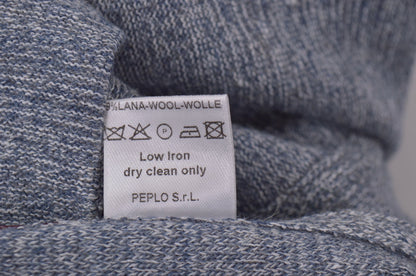 %LANA-WOOL-WOLLE
P
Low Iron
dry clean only
PEPLO S.r.L.